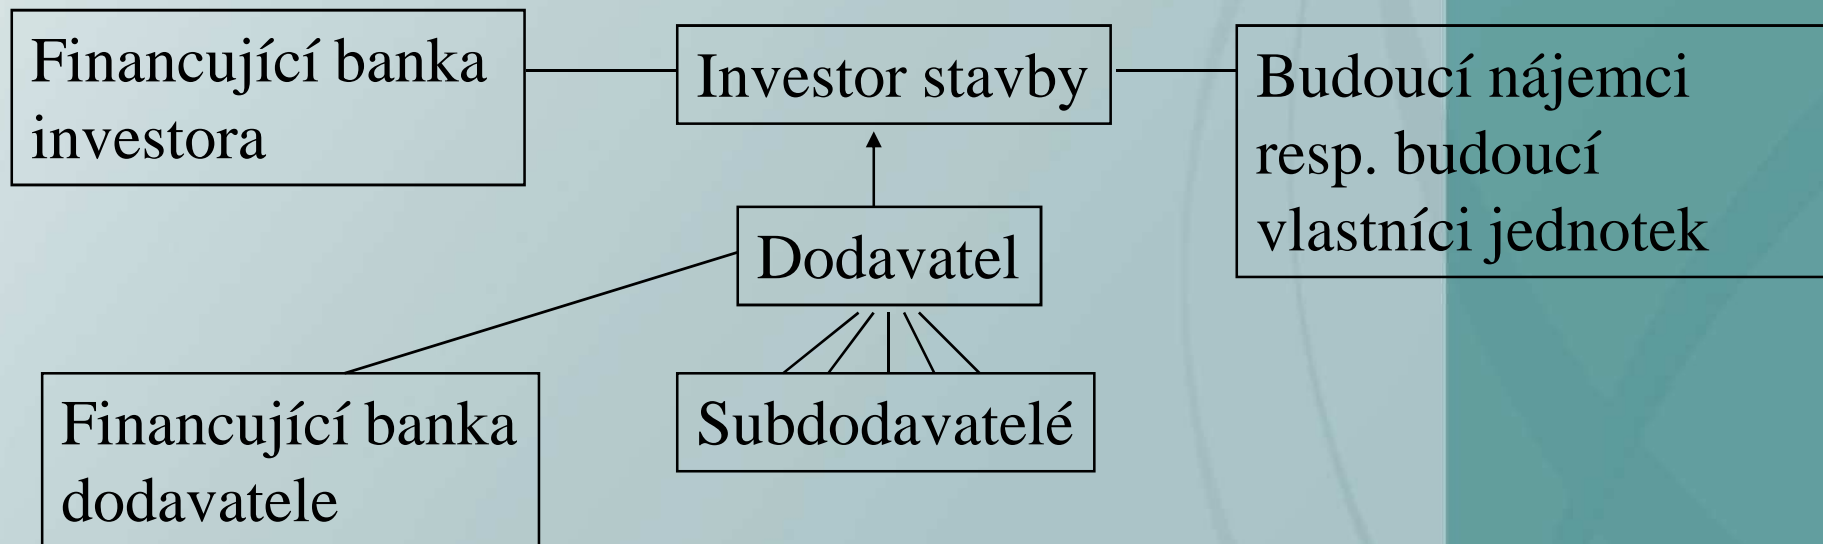 Financující banka
investora
Investor stavby
Budoucí nájemci
resp. budoucí
vlastníci jednotek
Dodavatel
Financující banka
dodavatele
Subdodavatelé